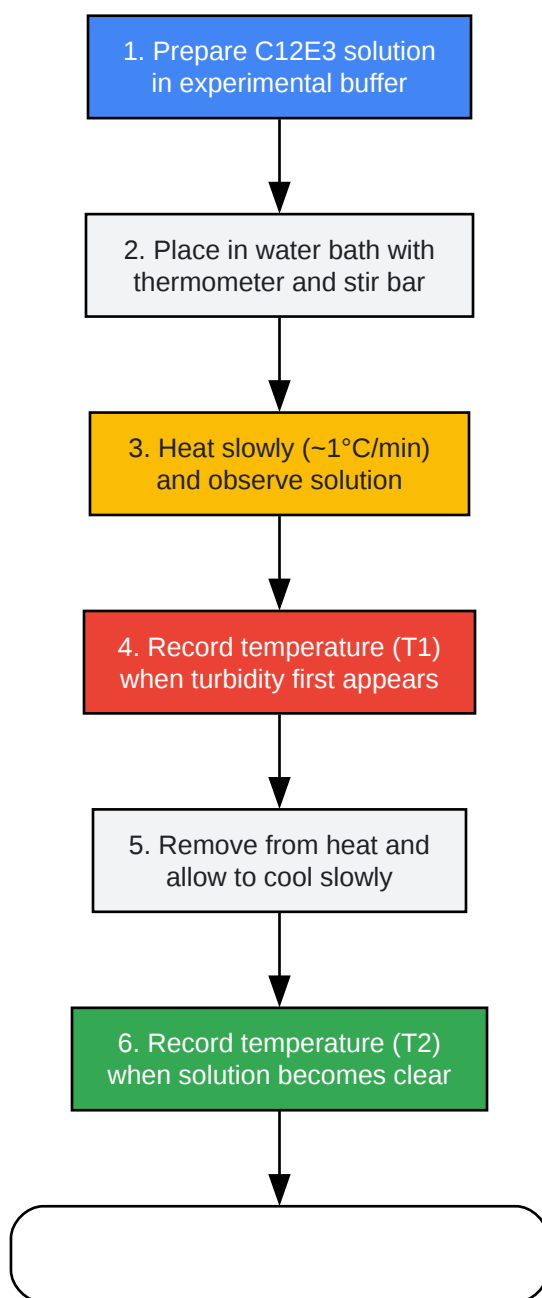 1. Prepare C12E3 solution
in experimental buffer
2. Place in water bath with
thermometer and stir bar
3. Heat slowly (~1°C/min)
and observe solution
4. Record temperature (T1)
when turbidity first appears
5. Remove from heat and
allow to cool slowly
6. Record temperature (T2)
when solution becomes clear